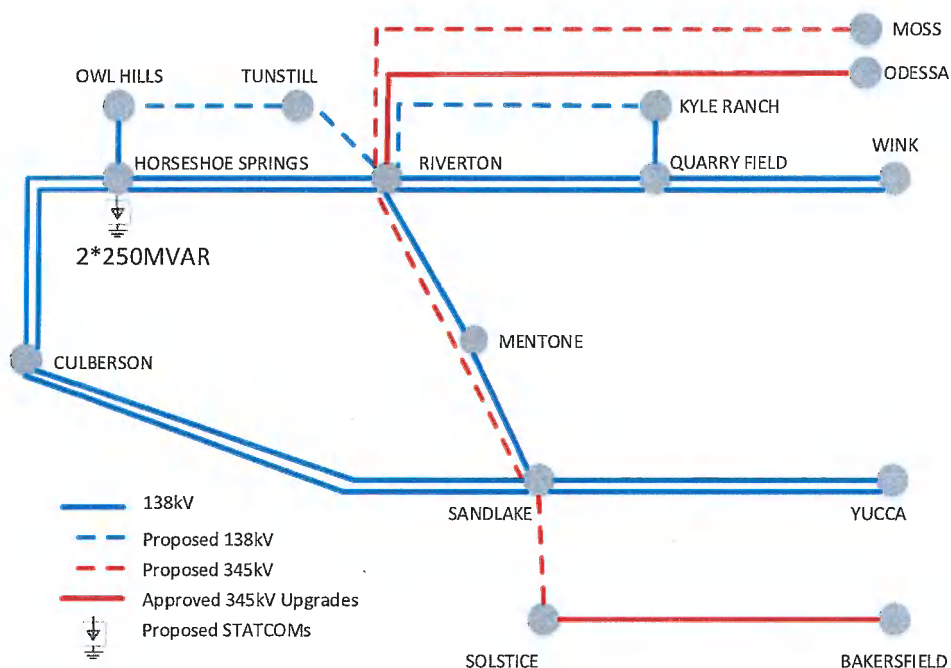 MOSS
ODESSA
OWL HILLS
TUNSTILL
KYLE RANCH
HORSESHOE SPRINGS
RIVERTON
QUARRY FIELD
WINK
2*250MVAR
MENTONE
CULBERSON
138kV
SANDLAKE
YUCCA
Proposed 138kV
Proposed 345kV
Approved 345kV Upgrades
Proposed STATCOMs
SOLSTICE
BAKERSFIELD